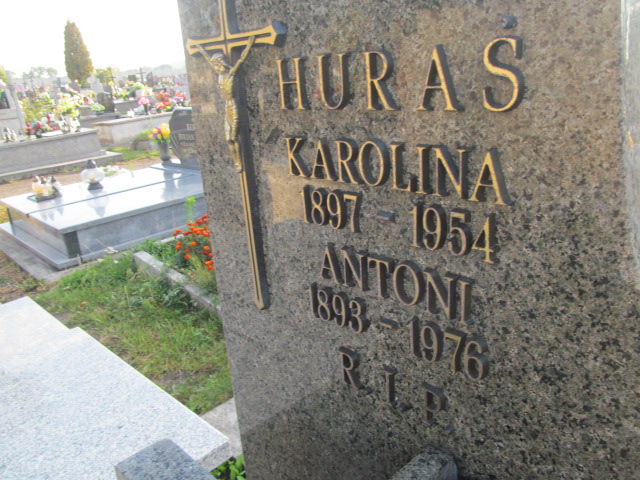 HURAŚ
KAROLINA
1897 - 1954
ANTONI
1893 - 1976
R.I.P.